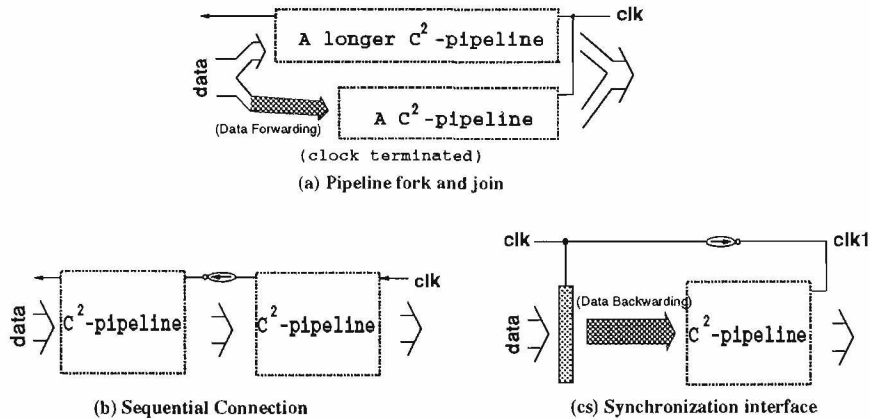 clk
A longer C²-pipeline
data
A C²-pipeline
(Data Forwarding)
(clock terminated)
(a) Pipeline fork and join
clk
clk1
clk
(Data Backwarding)
data
C²-pipeline
C²-pipeline
data
C²-pipeline
(b) Sequential Connection
(cs) Synchronization interface